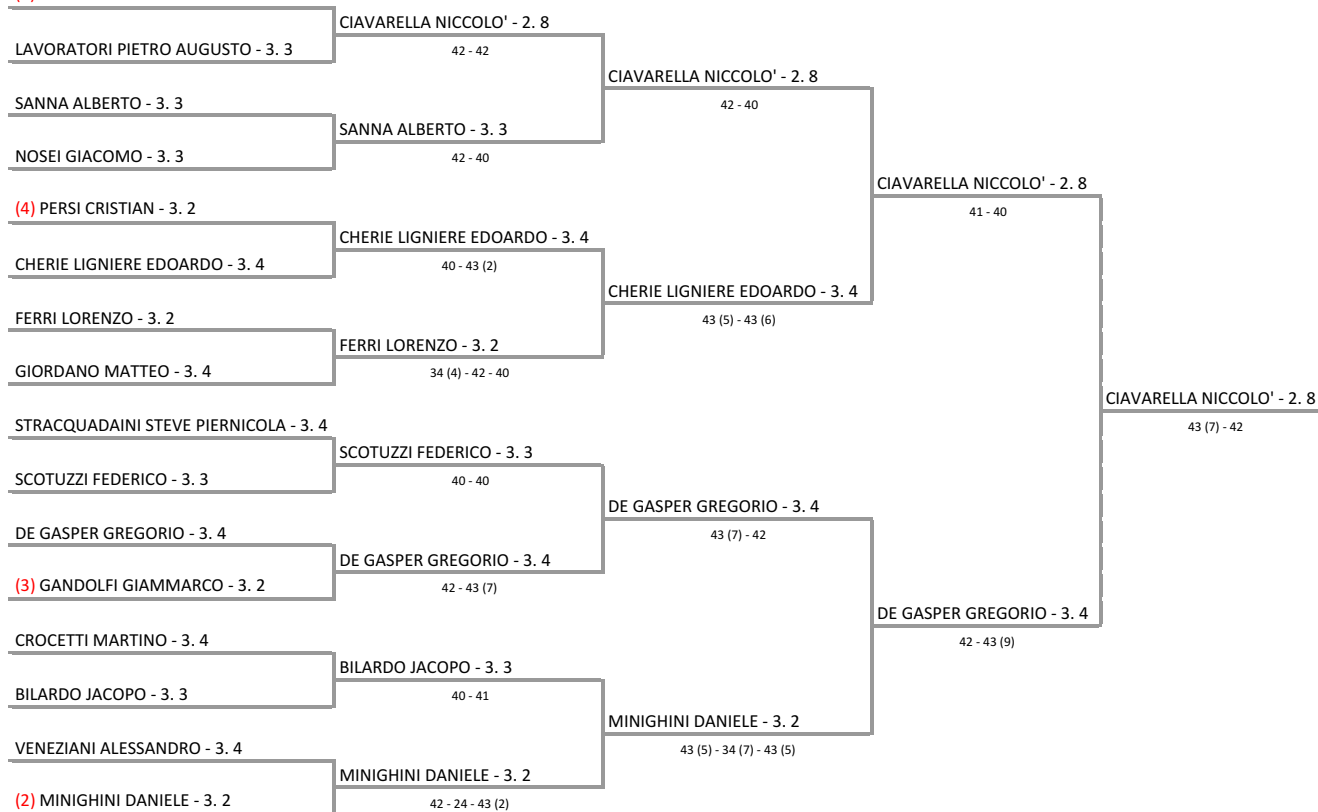 CIAVARELLA NICCOLO' - 2. 8
LAVORATORI PIETRO AUGUSTO - 3. 3
42 - 42
CIAVARELLA NICCOLO' - 2. 8
SANNA ALBERTO - 3. 3
42 - 40
SANNA ALBERTO - 3. 3
NOSEI GIACOMO - 3. 3
42 - 40
CIAVARELLA NICCOLO' - 2. 8
(4) PERSI CRISTIAN - 3. 2
41 - 40
CHERIE LIGNIERE EDOARDO - 3. 4
CHERIE LIGNIERE EDOARDO - 3. 4
40 - 43 (2)
CHERIE LIGNIERE EDOARDO - 3. 4
FERRI LORENZO - 3. 2
43 (5) - 43 (6)
FERRI LORENZO - 3. 2
GIORDANO MATTEO - 3. 4
34 (4) - 42 - 40
CIAVARELLA NICCOLO' - 2. 8
STRACQUADAINI STEVE PIERNICOLA - 3. 4
43 (7) - 42
SCOTUZZI FEDERICO - 3. 3
SCOTUZZI FEDERICO - 3. 3
40 - 40
DE GASPER GREGORIO - 3. 4
DE GASPER GREGORIO - 3. 4
43 (7) - 42
DE GASPER GREGORIO - 3. 4
(3) GANDOLFI GIAMMARCO - 3. 2
42 - 43 (7)
DE GASPER GREGORIO - 3. 4
CROCETTI MARTINO - 3. 4
42 - 43 (9)
BILARDO JACOPO - 3. 3
BILARDO JACOPO - 3. 3
40 - 41
MINIGHINI DANIELE - 3. 2
VENEZIANI ALESSANDRO - 3. 4
43 (5) - 34 (7) - 43 (5)
MINIGHINI DANIELE - 3. 2
(2) MINIGHINI DANIELE - 3. 2
42 - 24 - 43 (2)